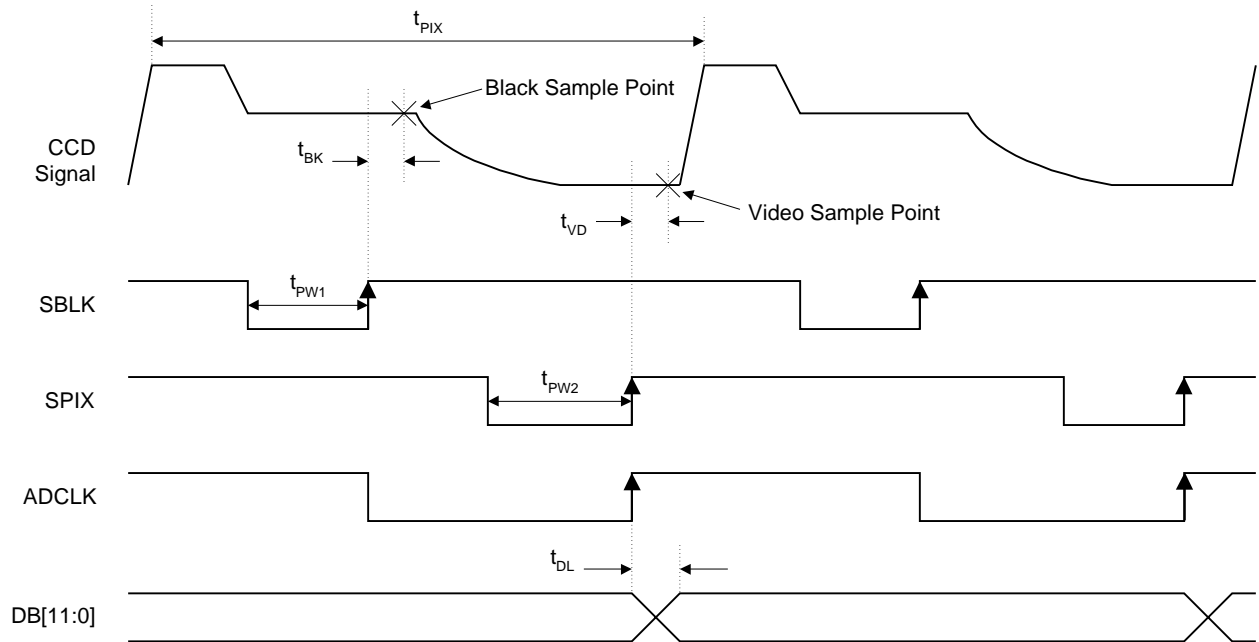 tPIX
Black Sample Point
CCD
Signal
tBK
Video Sample Point
tVD
tPW1
SBLK
tPW2
SPIX
ADCLK
tDL
DB[11:0]